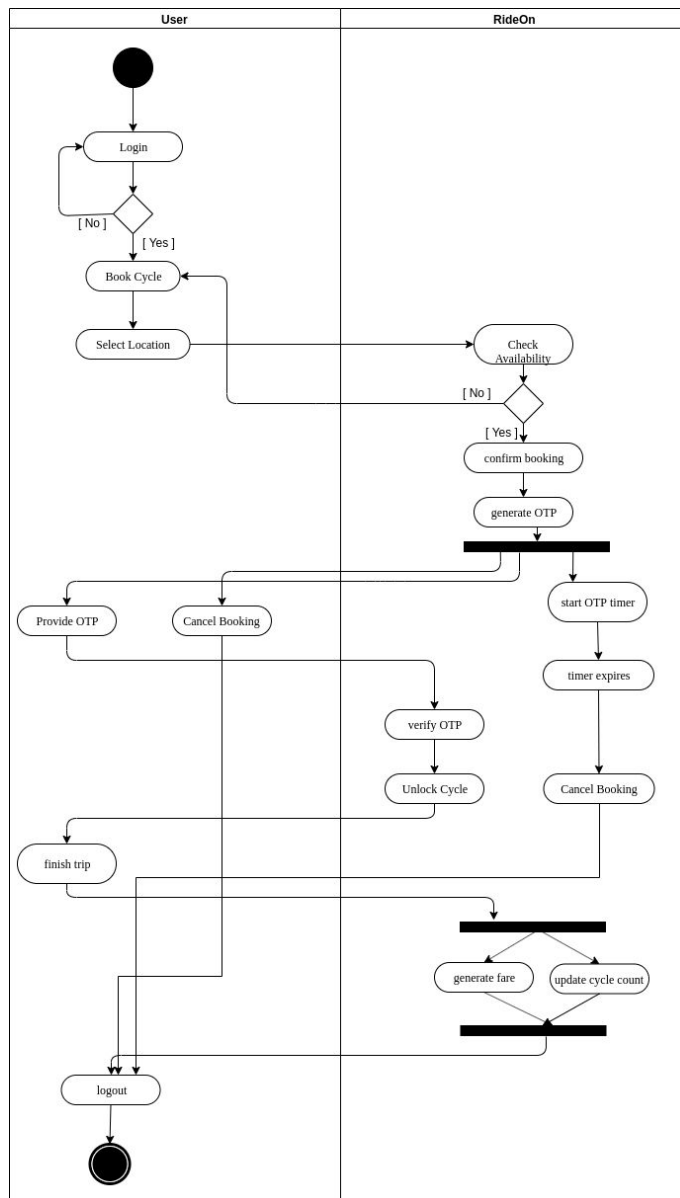 User
RideOn
Login
[ No ]
[ Yes ]
Book Cycle
Select Location
Check
Availability
[ No ]
[ Yes ]
confirm booking
generate OTP
Provide OTP
Cancel Booking
start OTP timer
timer expires
verify OTP
Unlock Cycle
Cancel Booking
finish trip
generate fare
update cycle count
logout